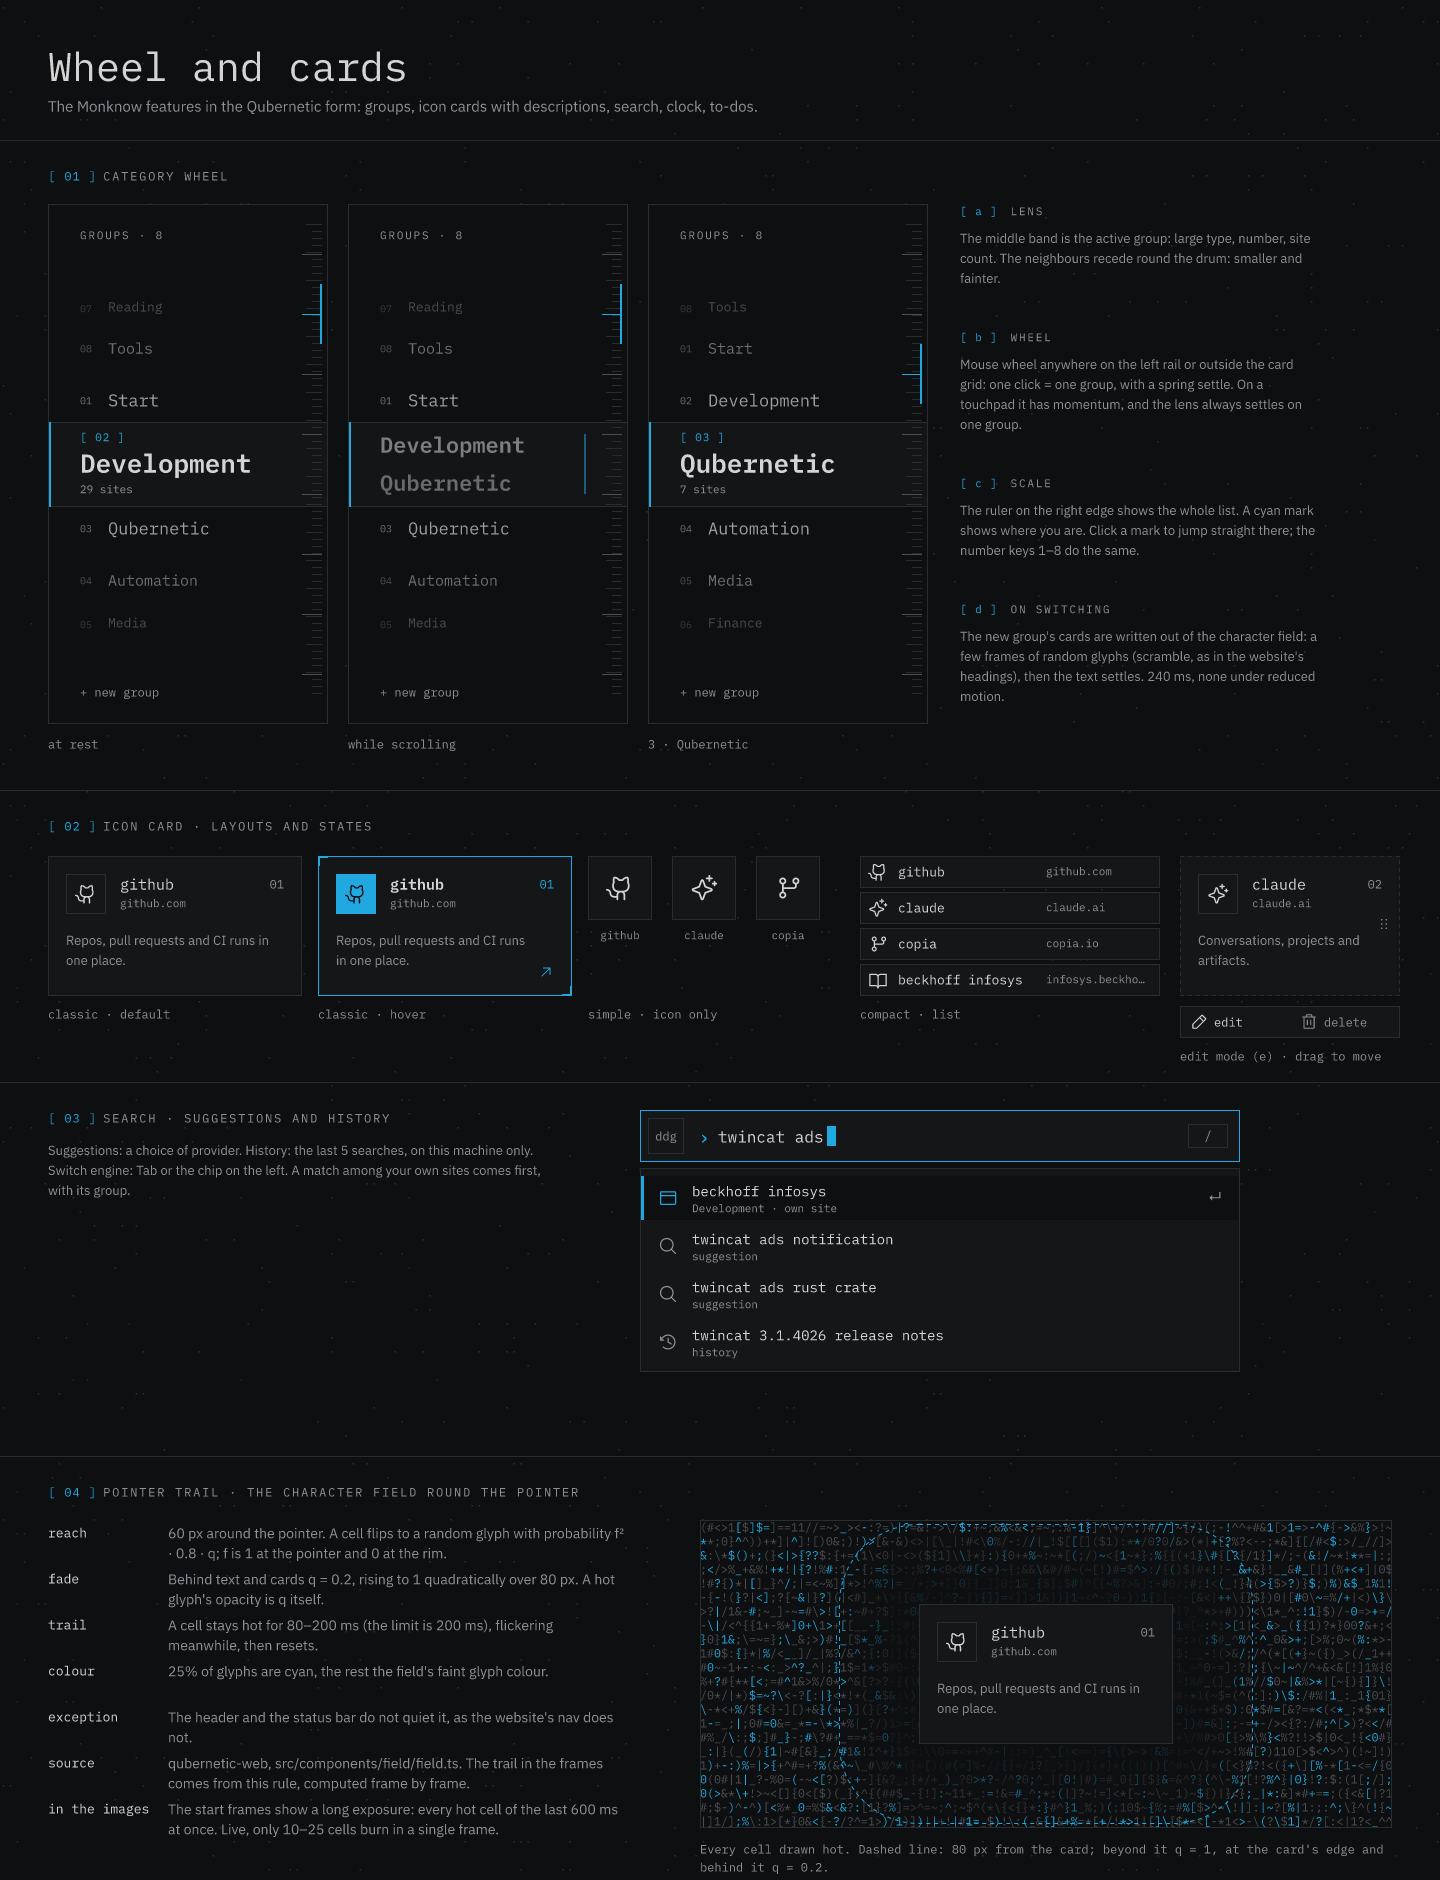 Wheel and cards
The Monknow features in the Qubernetic form: groups, icon cards with descriptions, search, clock, to-dos.
[ 01 ] CATEGORY WHEEL
GROUPS · 8
07 Reading
08 Tools
01 Start
[ 02 ]
Development
29 sites
03 Qubernetic
04 Automation
05 Media
+ new group
at rest
GROUPS · 8
07 Reading
08 Tools
01 Start
Development
Qubernetic
03 Qubernetic
04 Automation
05 Media
+ new group
while scrolling
GROUPS · 8
08 Tools
01 Start
02 Development
[ 03 ]
Qubernetic
7 sites
04 Automation
05 Media
06 Finance
+ new group
3 · Qubernetic
[ a ] LENS
The middle band is the active group: large type, number, site
count. The neighbours recede round the drum: smaller and
fainter.
[ b ] WHEEL
Mouse wheel anywhere on the left rail or outside the card
grid: one click = one group, with a spring settle. On a
touchpad it has momentum, and the lens always settles on
one group.
[ c ] SCALE
The ruler on the right edge shows the whole list. A cyan mark
shows where you are. Click a mark to jump straight there; the
number keys 1–8 do the same.
[ d ] ON SWITCHING
The new group's cards are written out of the character field: a
few frames of random glyphs (scramble, as in the website's
headings), then the text settles. 240 ms, none under reduced
motion.
[ 02 ] ICON CARD · LAYOUTS AND STATES
github 01
github.com
Repos, pull requests and CI runs in
one place.
classic · default
github 01
github.com
Repos, pull requests and CI runs
in one place.
classic · hover
github claude copia
simple · icon only
github github.com
claude claude.ai
copia copia.io
beckhoff infosys infosys.beckho…
compact · list
claude 02
claude.ai
Conversations, projects and
artifacts.
edit delete
edit mode (e) · drag to move
[ 03 ] SEARCH · SUGGESTIONS AND HISTORY
Suggestions: a choice of provider. History: the last 5 searches, on this machine only.
Switch engine: Tab or the chip on the left. A match among your own sites comes first,
with its group.
ddg › twincat ads /
beckhoff infosys
Development · own site
twincat ads notification
suggestion
twincat ads rust crate
suggestion
twincat 3.1.4026 release notes
history
[ 04 ] POINTER TRAIL · THE CHARACTER FIELD ROUND THE POINTER
reach 60 px around the pointer. A cell flips to a random glyph with probability f²
· 0.8 · q; f is 1 at the pointer and 0 at the rim.
fade Behind text and cards q = 0.2, rising to 1 quadratically over 80 px. A hot
glyph's opacity is q itself.
trail A cell stays hot for 80–200 ms (the limit is 200 ms), flickering
meanwhile, then resets.
colour 25% of glyphs are cyan, the rest the field's faint glyph colour.
exception The header and the status bar do not quiet it, as the website's nav does
not.
source qubernetic-web, src/components/field/field.ts. The trail in the frames
comes from this rule, computed frame by frame.
in the images The start frames show a long exposure: every hot cell of the last 600 ms
at once. Live, only 10–25 cells burn in a single frame.
github 01
github.com
Repos, pull requests and CI runs in
one place.
Every cell drawn hot. Dashed line: 80 px from the card; beyond it q = 1, at the card's edge and
behind it q = 0.2.